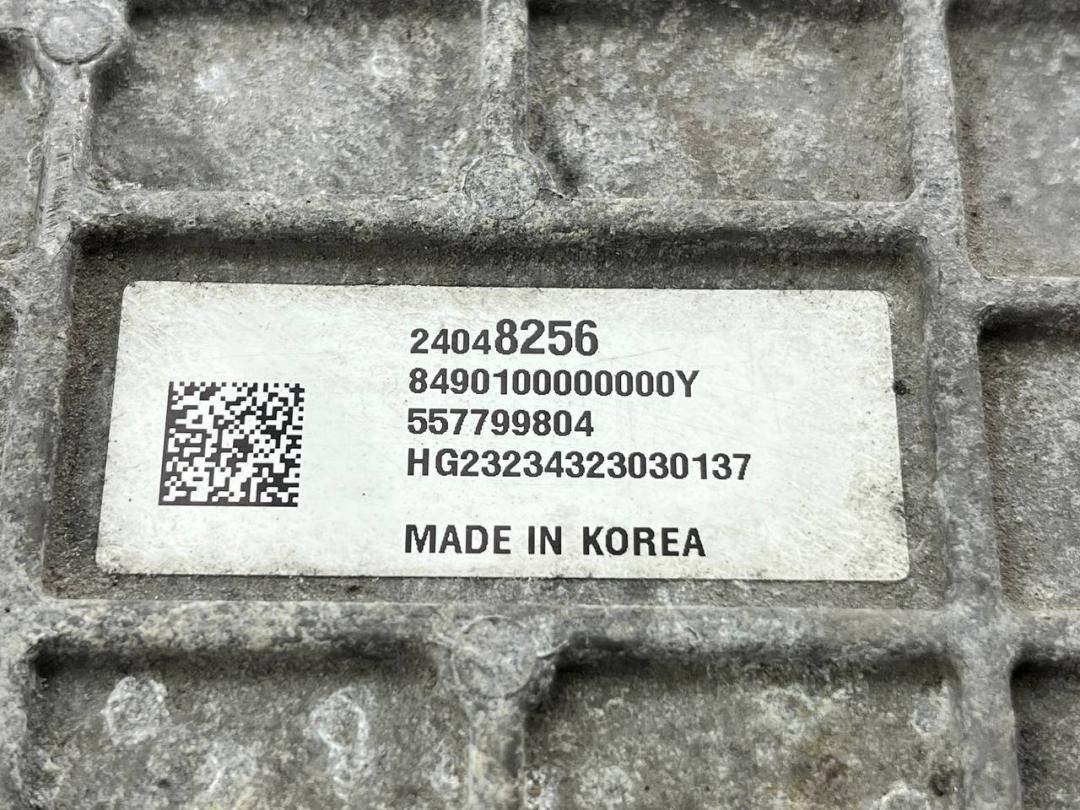 24048256
8490100000000Y
557799804
HG23234323030137
MADE IN KOREA